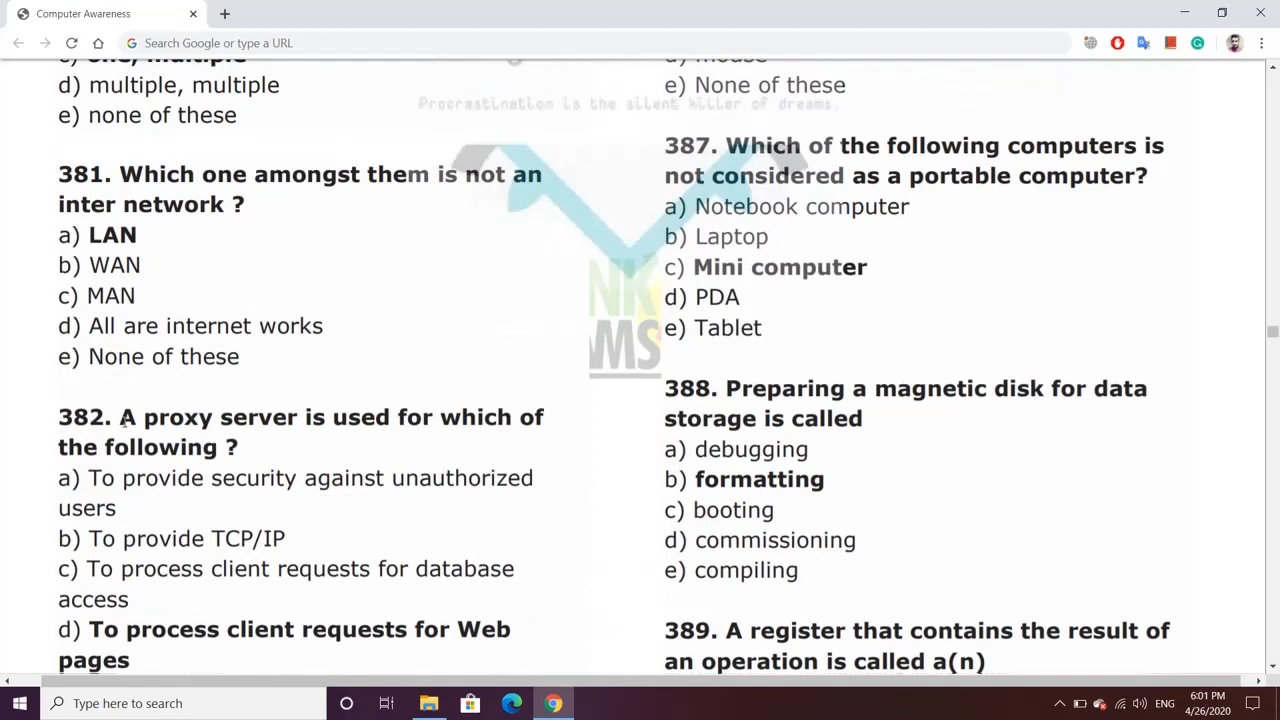 Computer Awareness
Search Google or type a URL
d) multiple, multiple
e) none of these
381. Which one amongst them is not an
inter network ?
a) LAN
b) WAN
c) MAN
d) All are internet works
e) None of these
382. A proxy server is used for which of
the following ?
a) To provide security against unauthorized
users
b) To provide TCP/IP
c) To process client requests for database
access
d) To process client requests for Web
pages
e) None of these
Procrastination is the silent killer of dreams.
387. Which of the following computers is
not considered as a portable computer?
a) Notebook computer
b) Laptop
c) Mini computer
d) PDA
e) Tablet
388. Preparing a magnetic disk for data
storage is called
a) debugging
b) formatting
c) booting
d) commissioning
e) compiling
389. A register that contains the result of
an operation is called a(n)
NK
MS
Type here to search
ENG
6:01 PM
4/26/2020